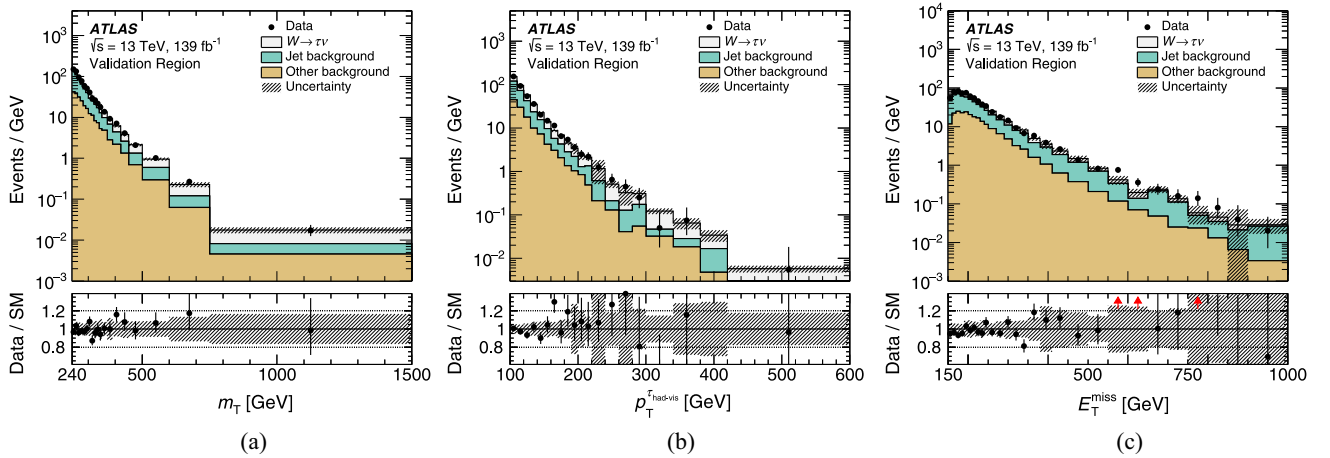 ATLAS
√s = 13 TeV, 139 fb⁻¹
Validation Region
Data
W→τν
Jet background
Other background
Uncertainty
Events / GeV
10³
10²
10
1
10⁻¹
10⁻²
10⁻³
Data / SM
1.2
1
0.8
240
500
1000
1500
m_T [GeV]
(a)
ATLAS
√s = 13 TeV, 139 fb⁻¹
Validation Region
Data
W→τν
Jet background
Other background
Uncertainty
Events / GeV
10³
10²
10
1
10⁻¹
10⁻²
10⁻³
Data / SM
1.2
1
0.8
100
200
300
400
500
600
p_T^τhad-vis [GeV]
(b)
ATLAS
√s = 13 TeV, 139 fb⁻¹
Validation Region
Data
W→τν
Jet background
Other background
Uncertainty
Events / GeV
10⁴
10³
10²
10
1
10⁻¹
10⁻²
10⁻³
Data / SM
1.2
1
0.8
150
500
750
1000
E_T^miss [GeV]
(c)